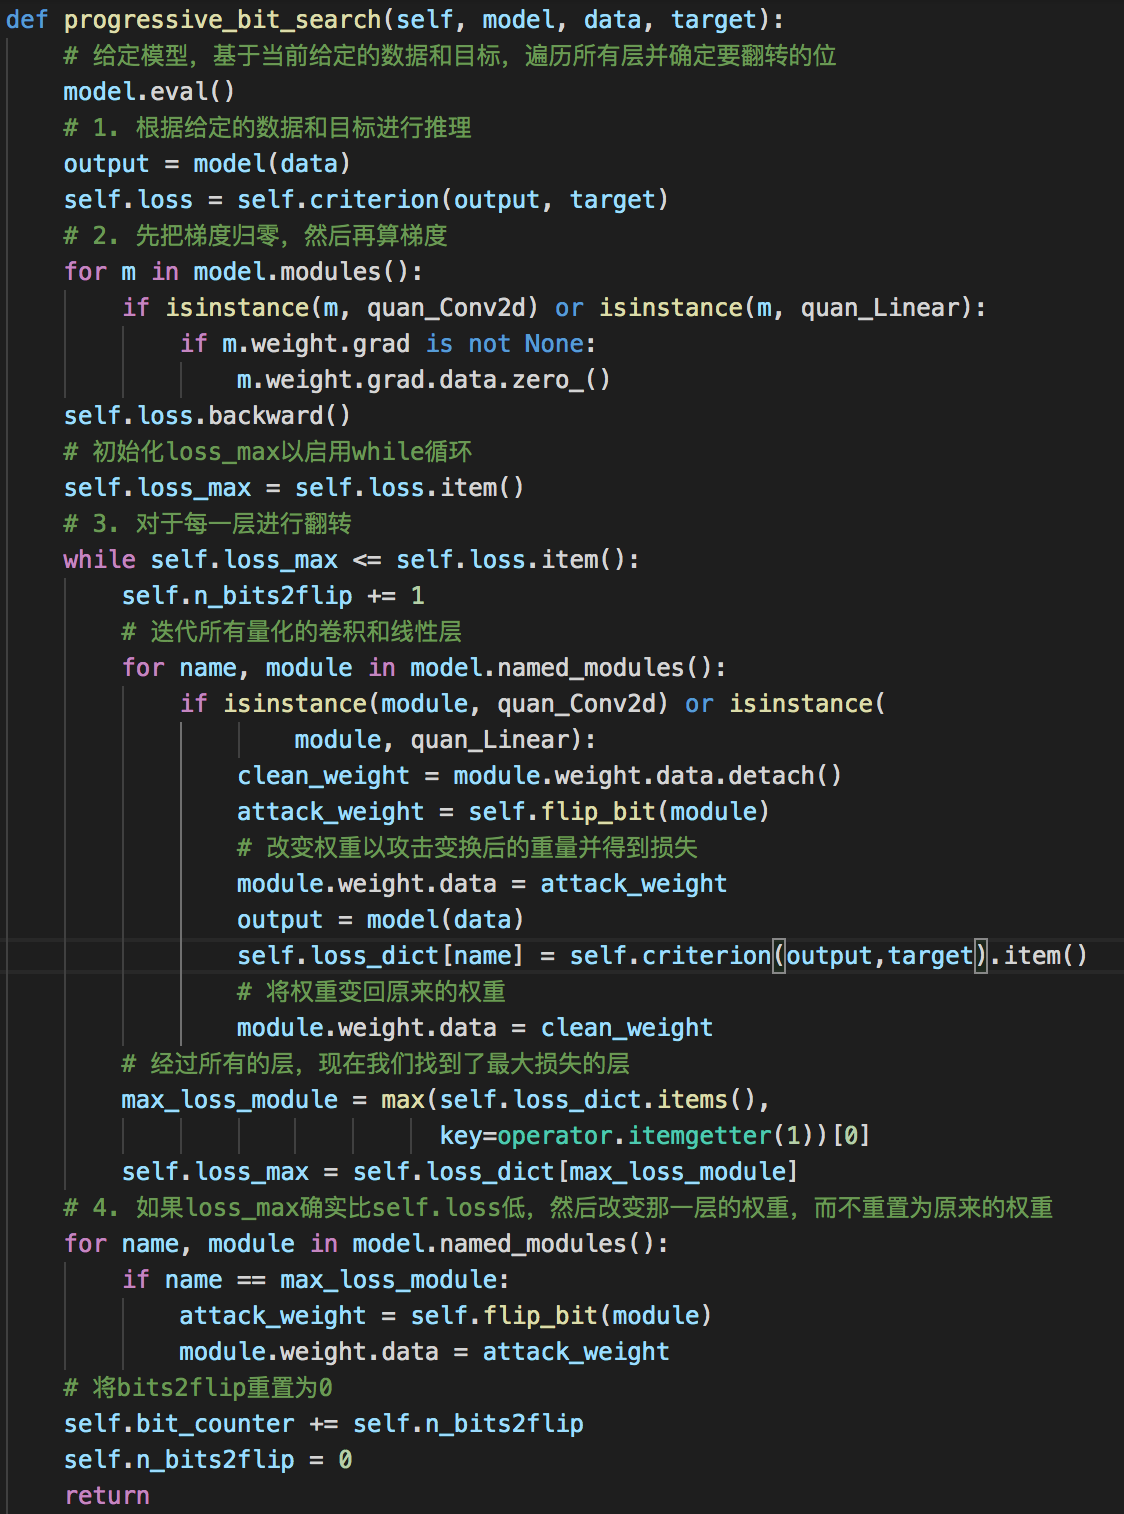 def progressive_bit_search(self, model, data, target):
    # 给定模型，基于当前给定的数据和目标，遍历所有层并确定要翻转的位
    model.eval()
    # 1. 根据给定的数据和目标进行推理
    output = model(data)
    self.loss = self.criterion(output, target)
    # 2. 先把梯度归零，然后再算梯度
    for m in model.modules():
        if isinstance(m, quan_Conv2d) or isinstance(m, quan_Linear):
            if m.weight.grad is not None:
                m.weight.grad.data.zero_()
    self.loss.backward()
    # 初始化loss_max以启用while循环
    self.loss_max = self.loss.item()
    # 3. 对于每一层进行翻转
    while self.loss_max <= self.loss.item():
        self.n_bits2flip += 1
        # 迭代所有量化的卷积和线性层
        for name, module in model.named_modules():
            if isinstance(module, quan_Conv2d) or isinstance(
                    module, quan_Linear):
                clean_weight = module.weight.data.detach()
                attack_weight = self.flip_bit(module)
                # 改变权重以攻击变换后的重量并得到损失
                module.weight.data = attack_weight
                output = model(data)
                self.loss_dict[name] = self.criterion(output,target).item()
                # 将权重变回原来的权重
                module.weight.data = clean_weight
        # 经过所有的层，现在我们找到了最大损失的层
        max_loss_module = max(self.loss_dict.items(),
                              key=operator.itemgetter(1))[0]
        self.loss_max = self.loss_dict[max_loss_module]
    # 4. 如果loss_max确实比self.loss低，然后改变那一层的权重，而不重置为原来的权重
    for name, module in model.named_modules():
        if name == max_loss_module:
            attack_weight = self.flip_bit(module)
            module.weight.data = attack_weight
    # 将bits2flip重置为0
    self.bit_counter += self.n_bits2flip
    self.n_bits2flip = 0
    return